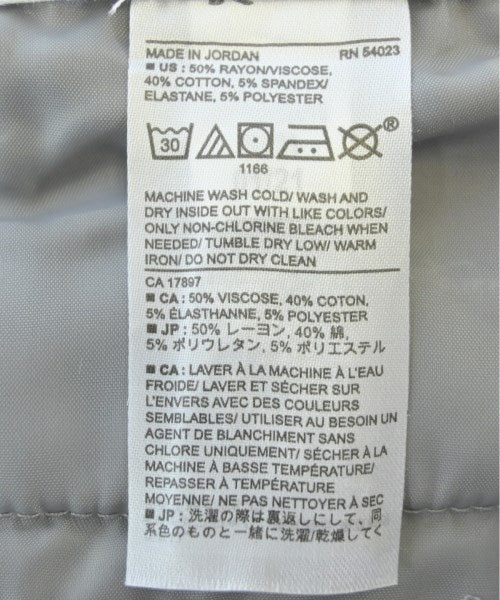 MADE IN JORDAN RN 54023
■ US : 50% RAYON/VISCOSE,
40% COTTON, 5% SPANDEX/
ELASTANE, 5% POLYESTER
30 ®
1166
MACHINE WASH COLD/ WASH AND
DRY INSIDE OUT WITH LIKE COLORS/
ONLY NON-CHLORINE BLEACH WHEN
NEEDED/ TUMBLE DRY LOW/ WARM
IRON/ DO NOT DRY CLEAN
CA 17897
■ CA : 50% VISCOSE, 40% COTON,
5% ÉLASTHANNE, 5% POLYESTER
■ JP : 50% レーヨン, 40% 綿,
5% ポリウレタン, 5% ポリエステル
■ CA : LAVER À LA MACHINE À L'EAU
FROIDE/ LAVER ET SÉCHER SUR
L'ENVERS AVEC DES COULEURS
SEMBLABLES/ UTILISER AU BESOIN UN
AGENT DE BLANCHIMENT SANS
CHLORE UNIQUEMENT/ SÉCHER À LA
MACHINE À BASSE TEMPÉRATURE/
REPASSER À TEMPÉRATURE
MOYENNE/ NE PAS NETTOYER À SEC
■ JP : 洗濯の際は裏返しにして、同
系色のものと一緒に洗濯/乾燥してく